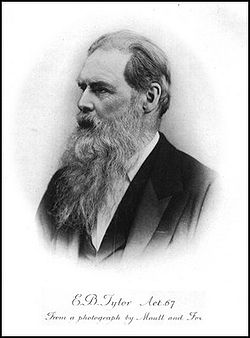 E. B. Tylor Aet. 67
From a photograph by Maull and Fox